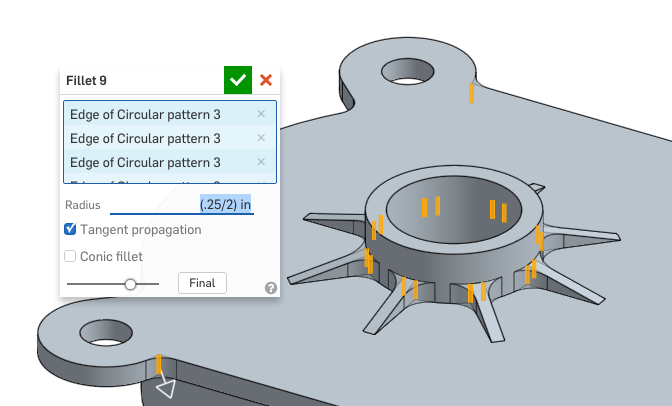 Fillet 9
Edge of Circular pattern 3
Edge of Circular pattern 3
Edge of Circular pattern 3
Radius (.25/2) in
Tangent propagation
Conic fillet
Final